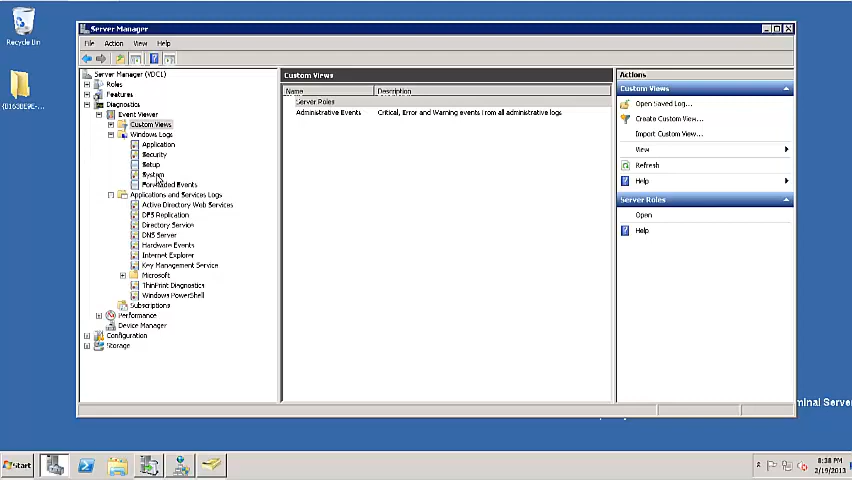 Recycle Bin
Server Manager
File Action View Help
Server Manager (VDC1)
Roles
Features
Diagnostics
Event Viewer
Custom Views
Windows Logs
Application
Security
Setup
System
Forwarded Events
Applications and Services Logs
Active Directory Web Services
DFS Replication
Directory Service
DNS Server
Hardware Events
Internet Explorer
Key Management Service
Microsoft
ThinPrint Diagnostics
Windows PowerShell
Subscriptions
Performance
Device Manager
Configuration
Storage
Custom Views
Name Description
Server Roles
Administrative Events Critical, Error and Warning events from all administrative logs
Actions
Custom Views
Open Saved Log...
Create Custom View...
Import Custom View...
View
Refresh
Help
Server Roles
Open
Help
minal Server
Start
8:38 PM
2/19/2013